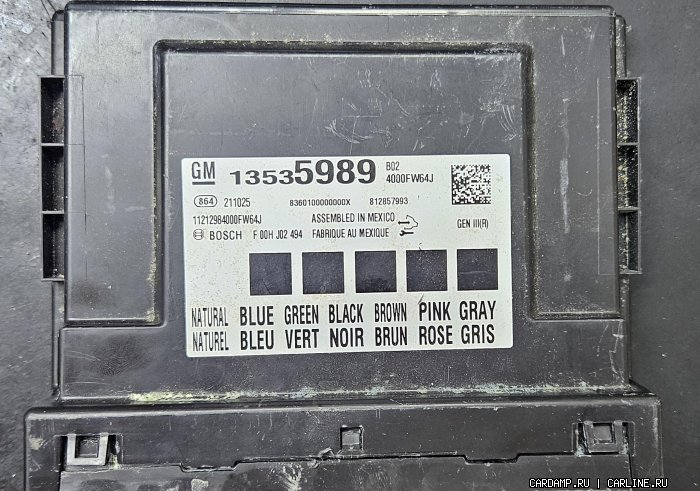 GM 13535989 B02
4000FW64J
864 211025 8360100000000X 812857993
11212984000FW64J ASSEMBLED IN MEXICO GEN III(R)
BOSCH F 00H J02 494 FABRIQUE AU MEXIQUE
NATURAL BLUE GREEN BLACK BROWN PINK GRAY
NATUREL BLEU VERT NOIR BRUN ROSE GRIS
CARDAMP.RU | CARLINE.RU